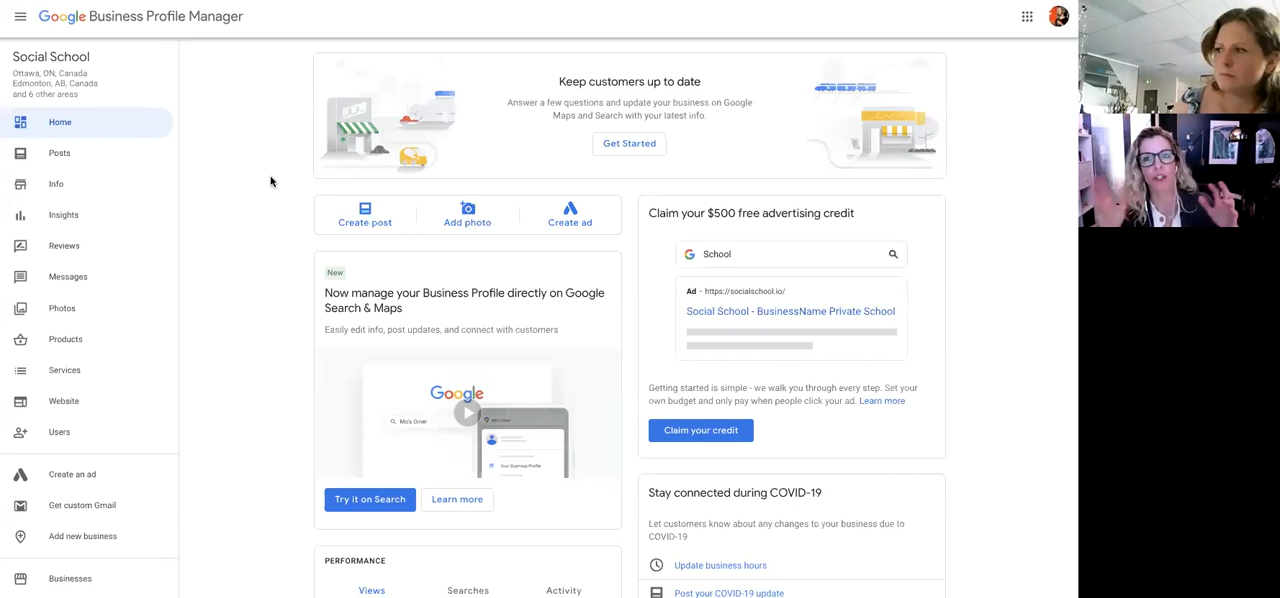 Google Business Profile Manager
Social School
Ottawa, ON, Canada
Edmonton, AB, Canada
and 6 other areas
Home
Posts
Info
Insights
Reviews
Messages
Photos
Products
Services
Website
Users
Create an ad
Get custom Gmail
Add new business
Businesses
Keep customers up to date
Answer a few questions and update your business on Google
Maps and Search with your latest info.
Get Started
Create post
Add photo
Create ad
New
Now manage your Business Profile directly on Google
Search & Maps
Easily edit info, post updates, and connect with customers
Google
Mo's Diner
Your Business Profile
Try it on Search
Learn more
PERFORMANCE
Views
Searches
Activity
Claim your $500 free advertising credit
School
Ad · https://socialschool.io/
Social School - BusinessName Private School
Getting started is simple - we walk you through every step. Set your
own budget and only pay when people click your ad. Learn more
Claim your credit
Stay connected during COVID-19
Let customers know about any changes to your business due to
COVID-19
Update business hours
Post your COVID-19 update